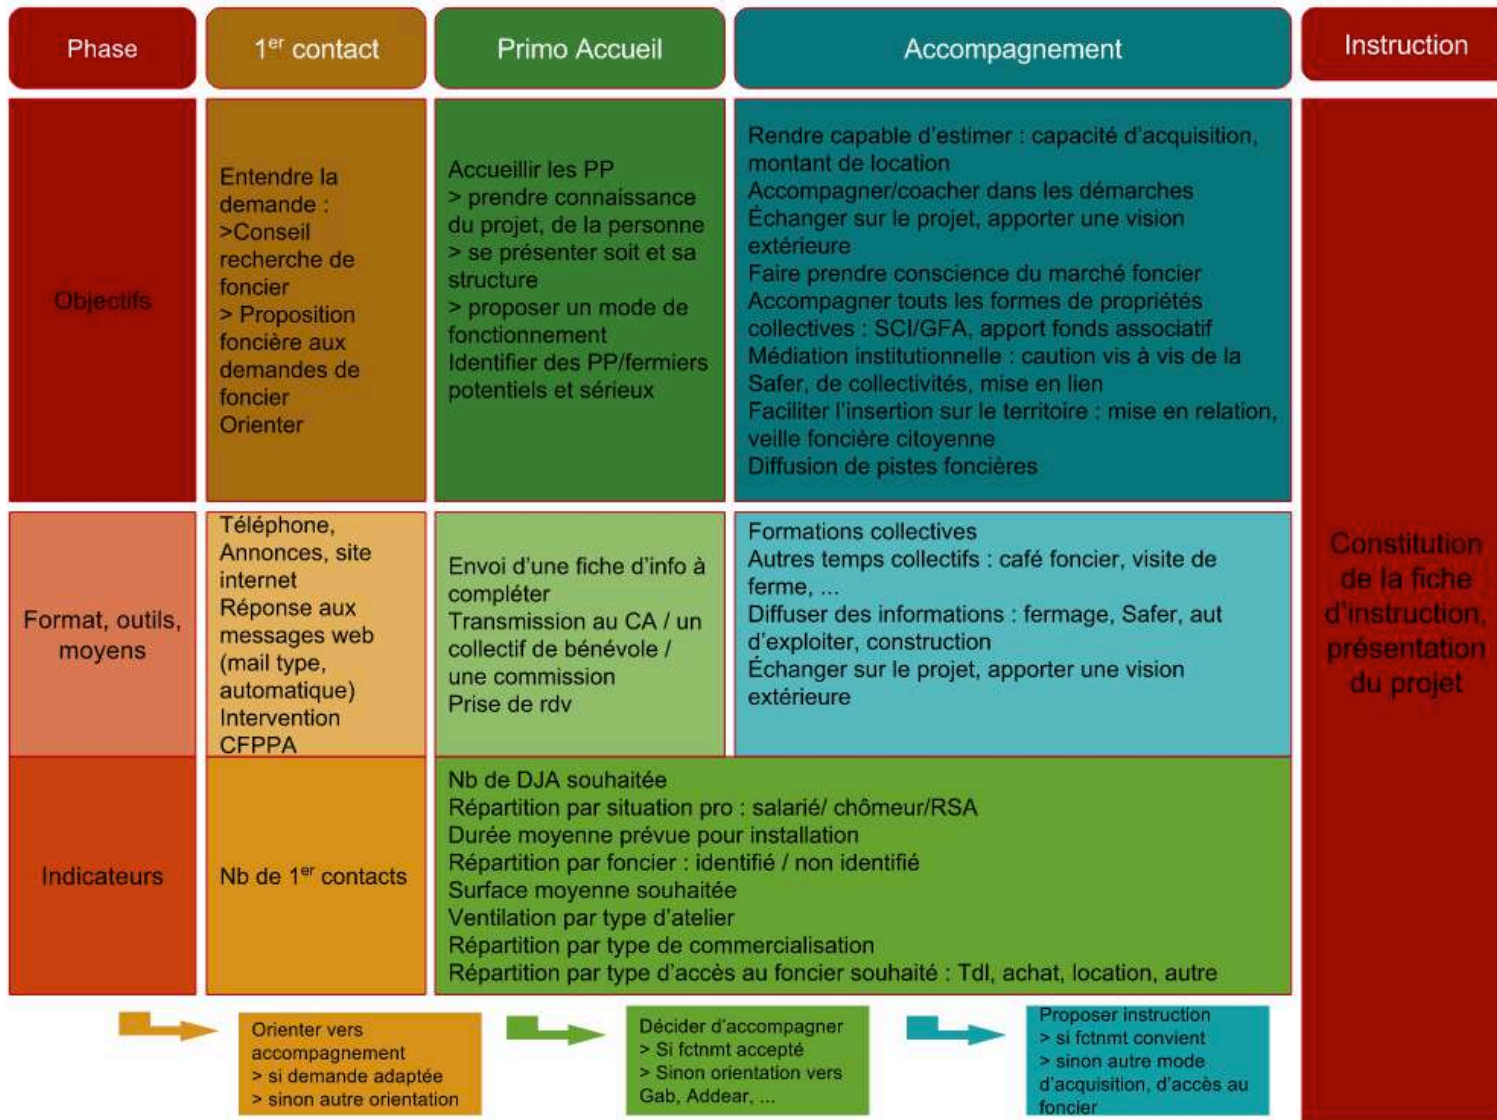 Phase
1er contact
Primo Accueil
Accompagnement
Instruction
Objectifs
Entendre la
demande :
>Conseil
recherche de
foncier
> Proposition
foncière aux
demandes de
foncier
Orienter
Accueillir les PP
> prendre connaissance
du projet, de la personne
> se présenter soit et sa
structure
> proposer un mode de
fonctionnement
Identifier des PP/fermiers
potentiels et sérieux
Rendre capable d'estimer : capacité d'acquisition,
montant de location
Accompagner/coacher dans les démarches
Échanger sur le projet, apporter une vision
extérieure
Faire prendre conscience du marché foncier
Accompagner touts les formes de propriétés
collectives : SCI/GFA, apport fonds associatif
Médiation institutionnelle : caution vis à vis de la
Safer, de collectivités, mise en lien
Faciliter l'insertion sur le territoire : mise en relation,
veille foncière citoyenne
Diffusion de pistes foncières
Constitution
de la fiche
d'instruction,
présentation
du projet
Format, outils,
moyens
Téléphone,
Annonces, site
internet
Réponse aux
messages web
(mail type,
automatique)
Intervention
CFPPA
Envoi d'une fiche d'info à
compléter
Transmission au CA / un
collectif de bénévole /
une commission
Prise de rdv
Formations collectives
Autres temps collectifs : café foncier, visite de
ferme, ...
Diffuser des informations : fermage, Safer, aut
d'exploiter, construction
Échanger sur le projet, apporter une vision
extérieure
Indicateurs
Nb de 1er contacts
Nb de DJA souhaitée
Répartition par situation pro : salarié/ chômeur/RSA
Durée moyenne prévue pour installation
Répartition par foncier : identifié / non identifié
Surface moyenne souhaitée
Ventilation par type d'atelier
Répartition par type de commercialisation
Répartition par type d'accès au foncier souhaité : Tdl, achat, location, autre
Orienter vers
accompagnement
> si demande adaptée
> sinon autre orientation
Décider d'accompagner
> Si fctnmt accepté
> Sinon orientation vers
Gab, Addear, ...
Proposer instruction
> si fctnmt convient
> sinon autre mode
d'acquisition, d'accès au
foncier